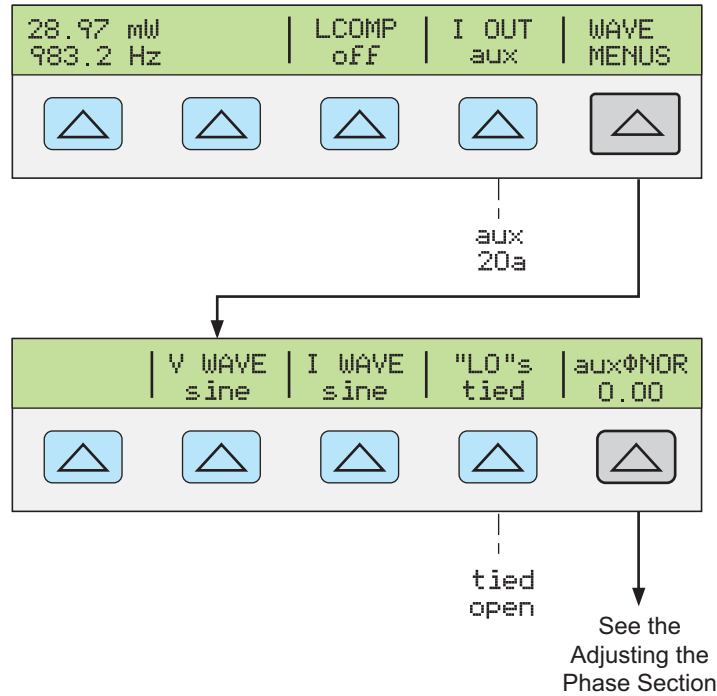 28.97 mW LCOMP I OUT WAVE
983.2 Hz off aux MENUS
aux
20a
V WAVE I WAVE "LO"s auxΦNOR
sine sine tied 0.00
tied
open
See the
Adjusting the
Phase Section